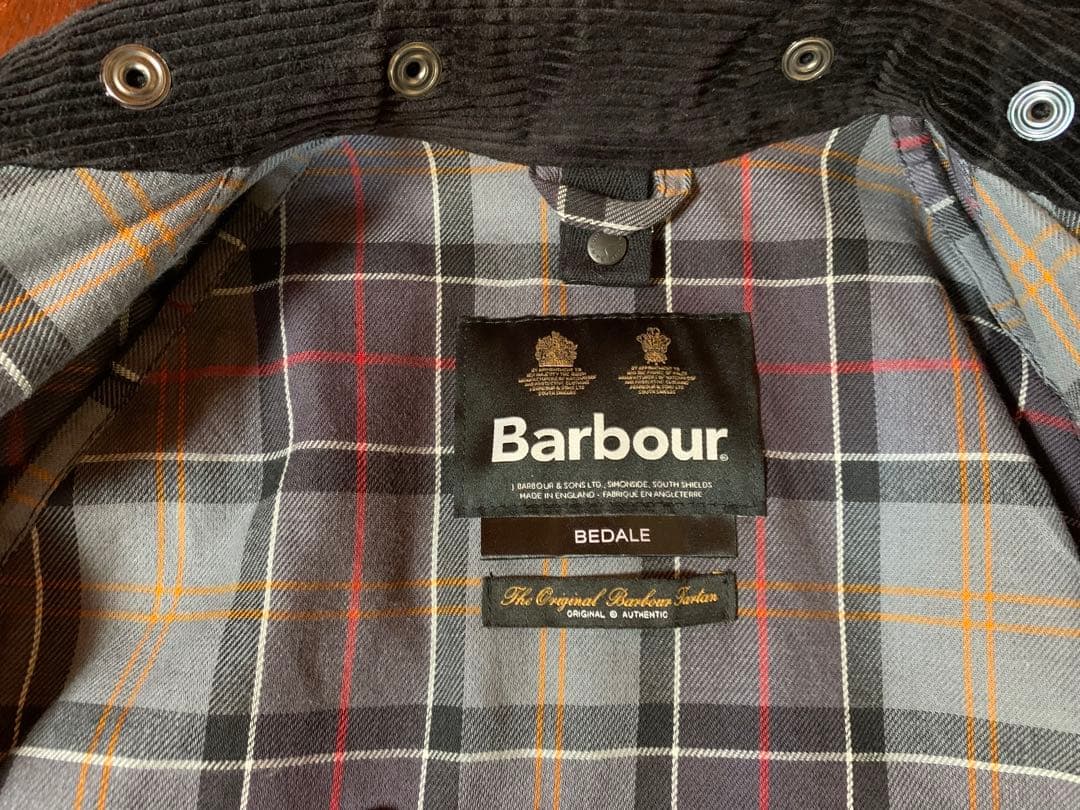 Barbour®
J BARBOUR & SONS LTD., SIMONSIDE, SOUTH SHIELDS
MADE IN ENGLAND - FABRIQUÉ EN ANGLETERRE
BEDALE
The Original Barbour Tartan
ORIGINAL & AUTHENTIC